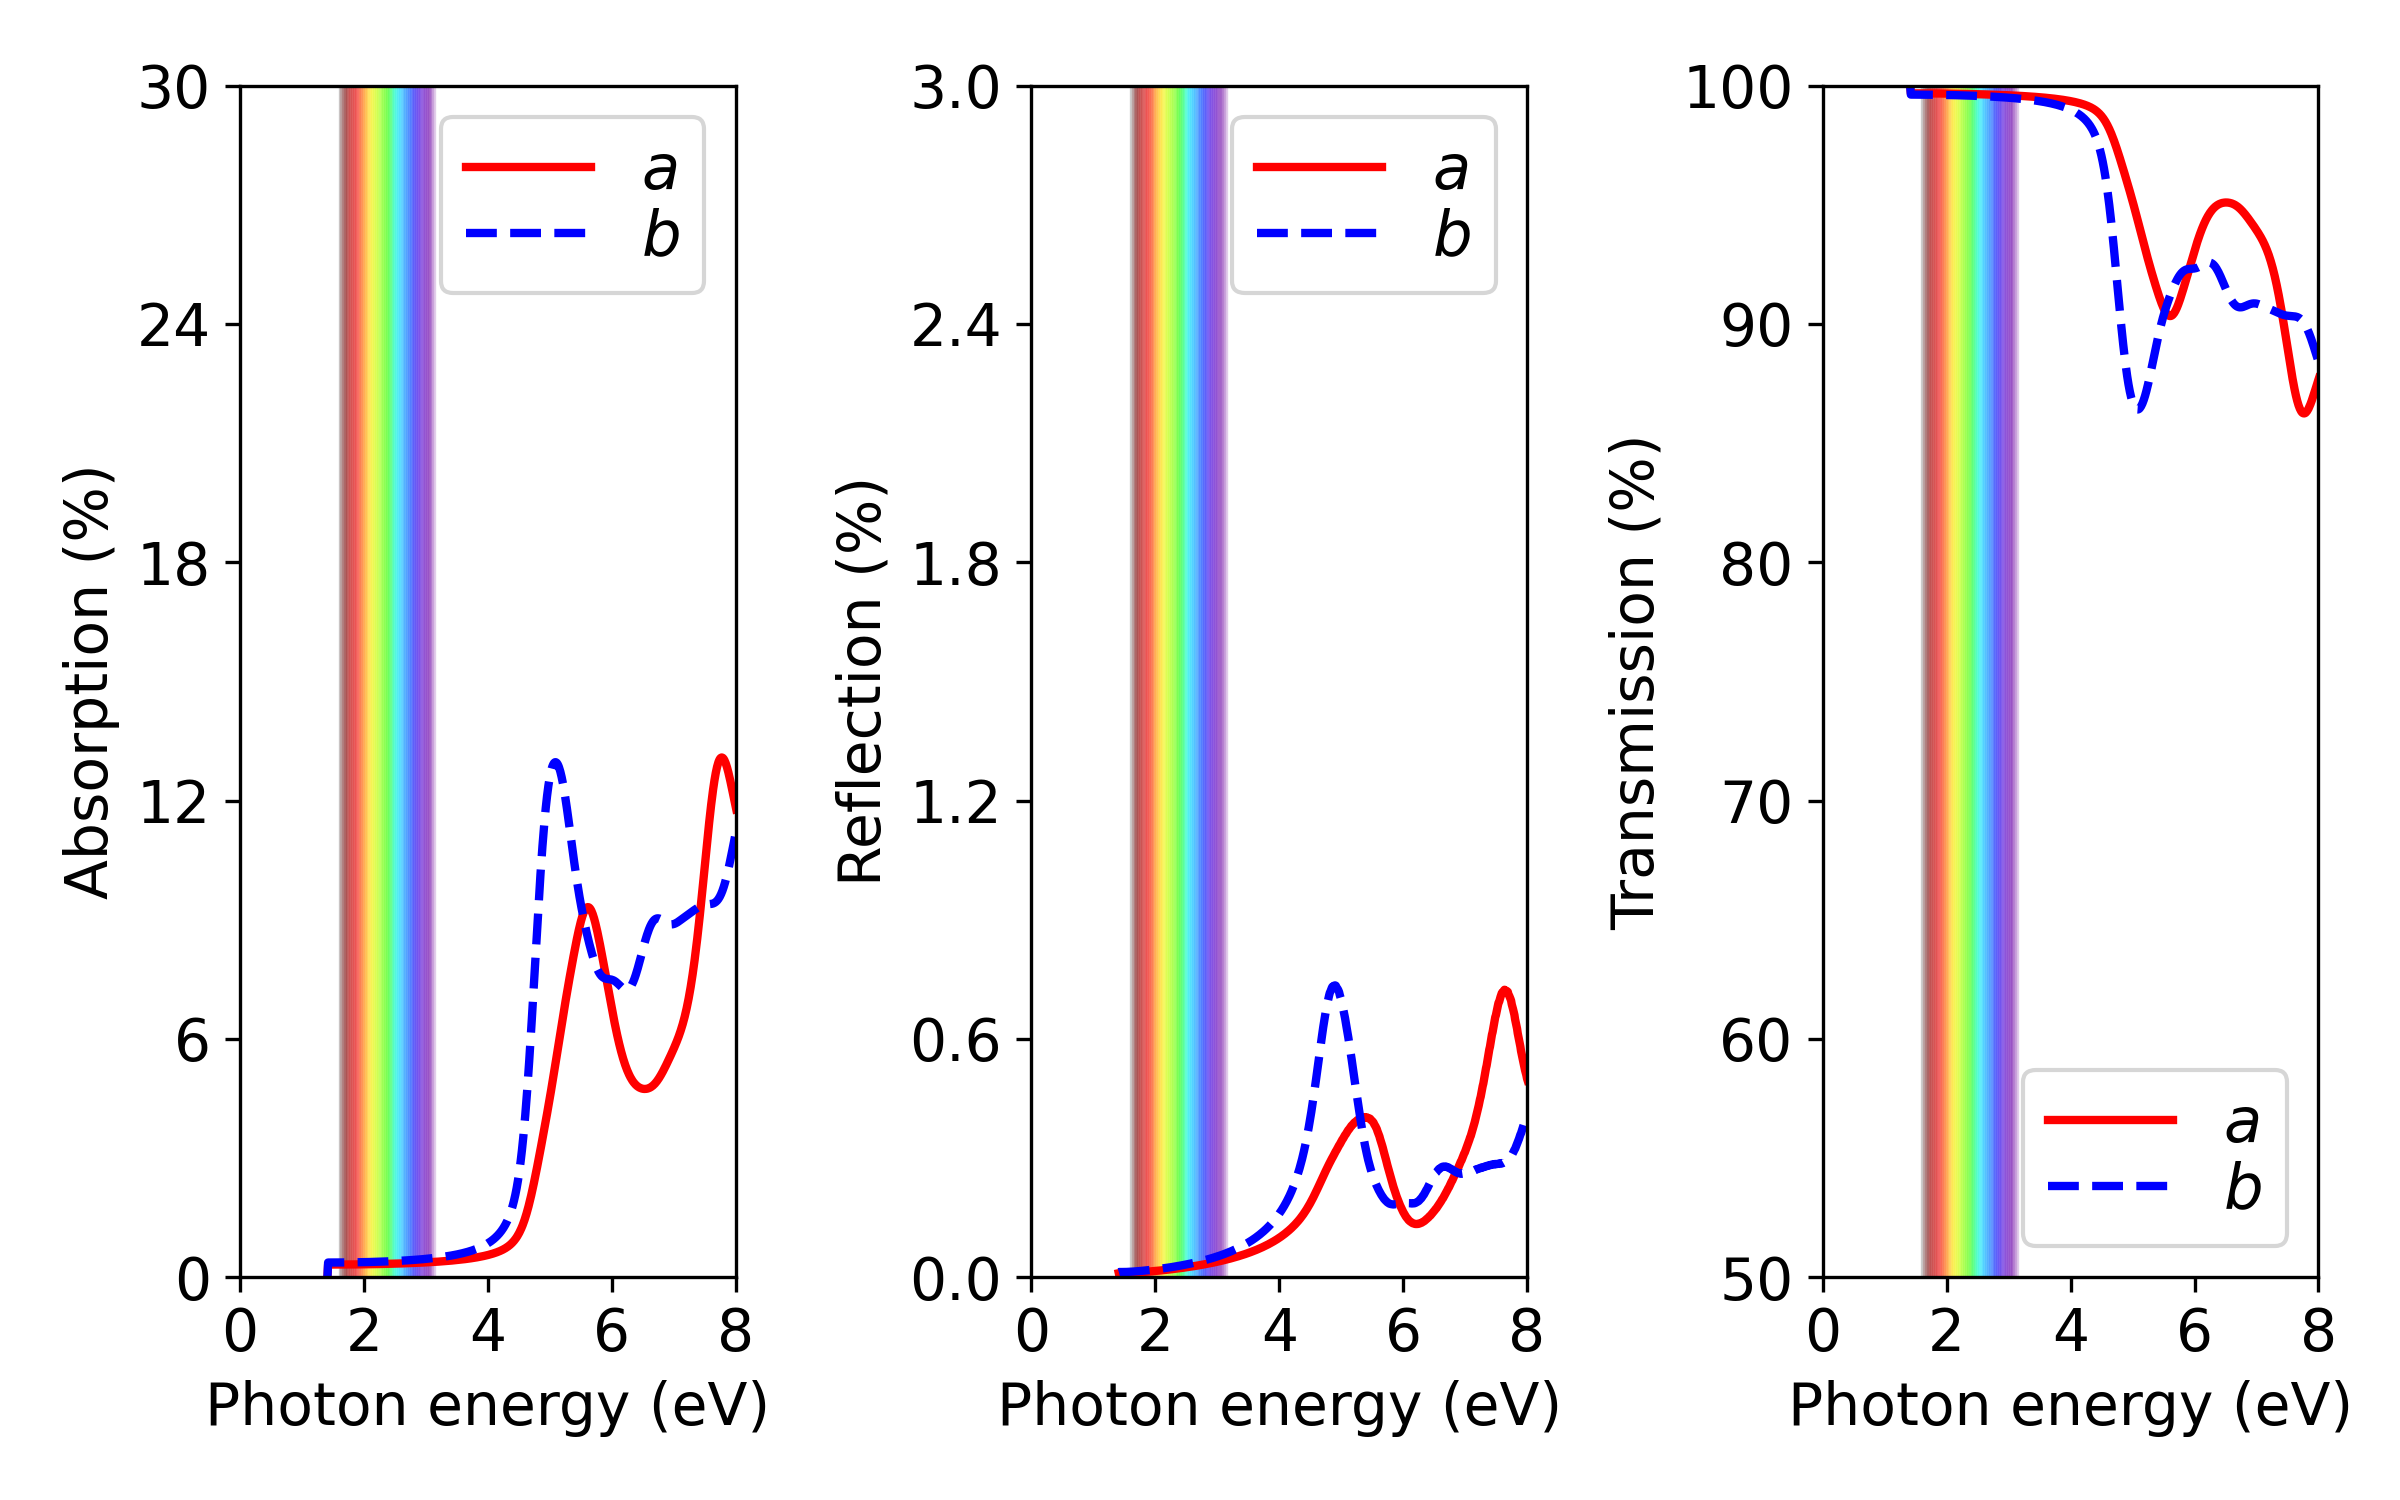 30
24
18
12
6
0
0 2 4 6 8
Absorption (%)
Photon energy (eV)
a
b
3.0
2.4
1.8
1.2
0.6
0.0
0 2 4 6 8
Reflection (%)
Photon energy (eV)
a
b
100
90
80
70
60
50
0 2 4 6 8
Transmission (%)
Photon energy (eV)
a
b